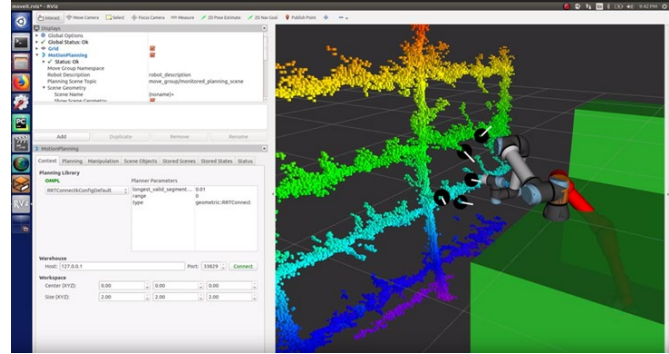 moveit.rviz* - RViz
9:42 PM
Interact Move Camera Select Focus Camera Measure 2D Pose Estimate 2D Nav Goal Publish Point
Displays
Global Options
Global Status: Ok
Grid
MotionPlanning
Status: Ok
Move Group Namespace
Robot Description robot_description
Planning Scene Topic move_group/monitored_planning_scene
Scene Geometry
Scene Name (noname)+
Show Scene Geometry
Add Duplicate Remove Rename
MotionPlanning
Context Planning Manipulation Scene Objects Stored Scenes Stored States Status
Planning Library Planner Parameters
OMPL
RRTConnectkConfigDefault
longest_valid_segment... 0.01
range 0
type geometric::RRTConnect
Warehouse
Host: 127.0.0.1 Port: 33829 Connect
Workspace
Center (XYZ): 0.00 0.00 0.00
Size (XYZ): 2.00 2.00 2.00